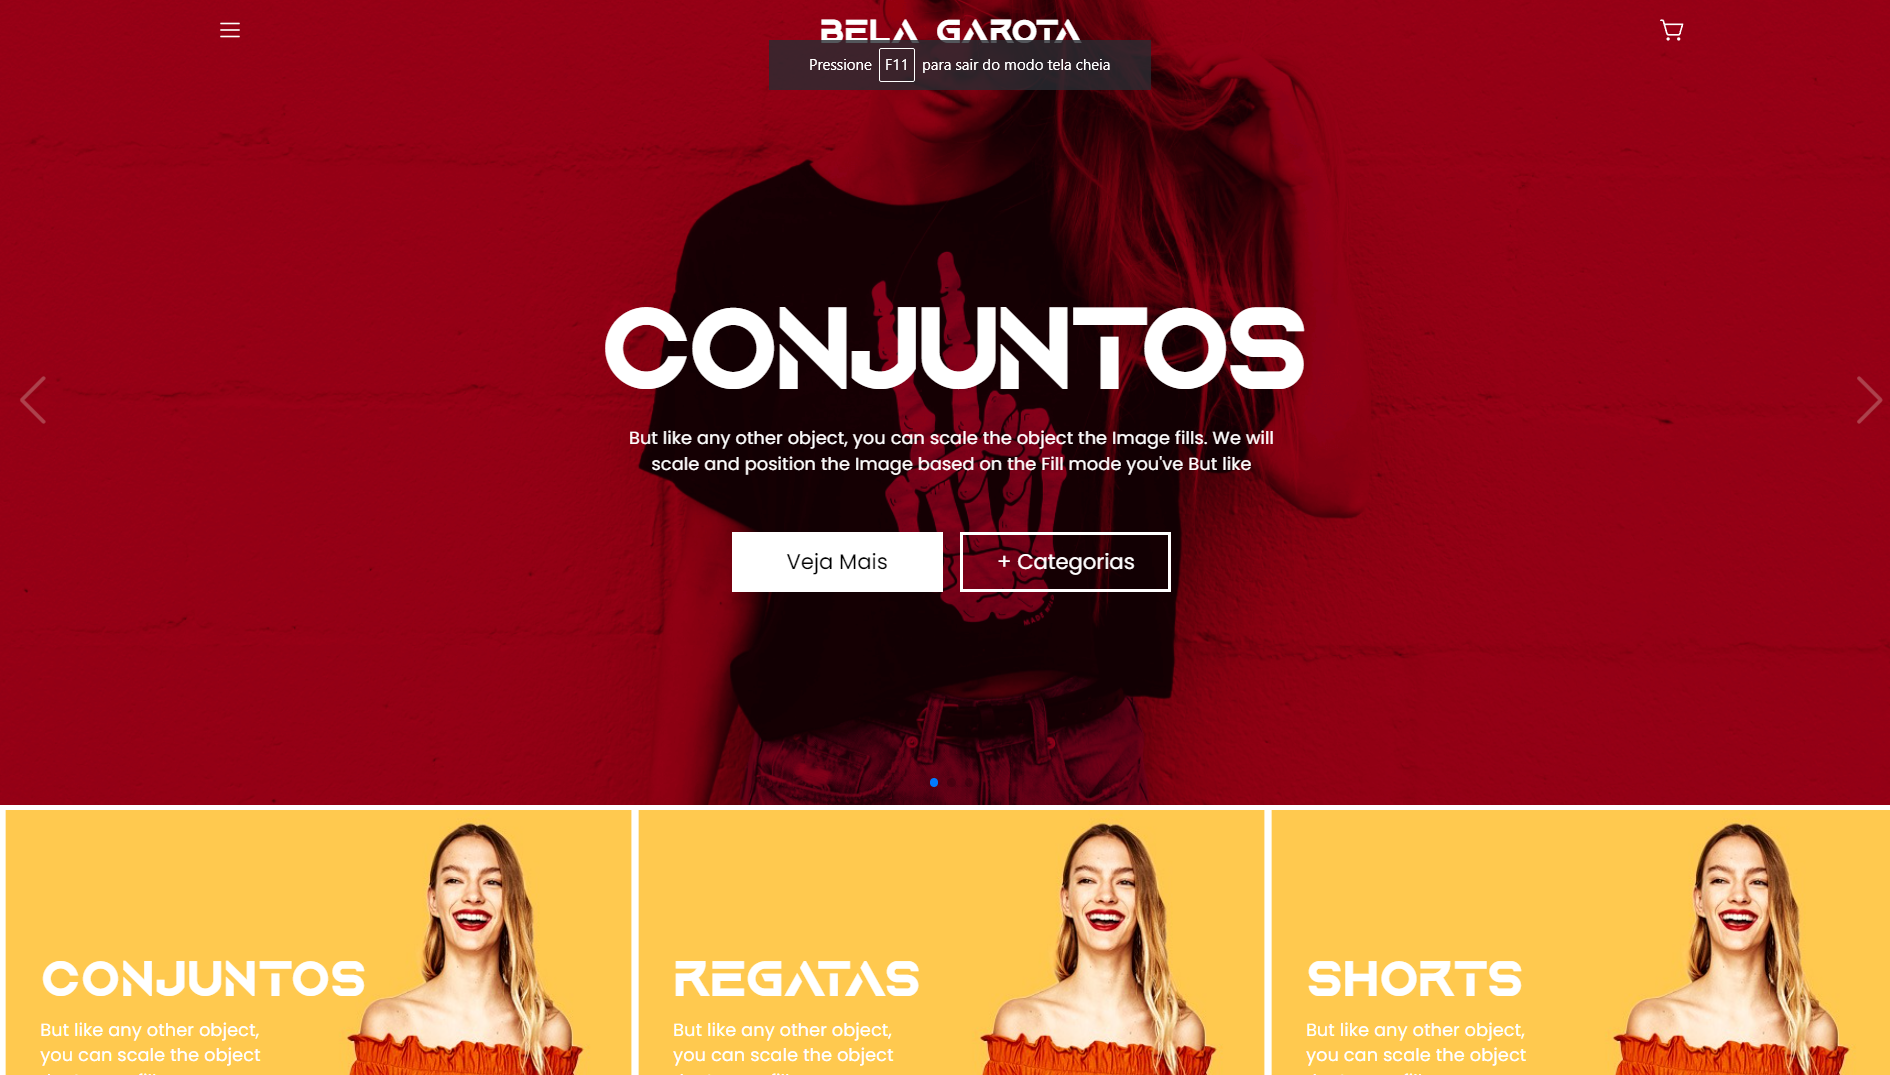 BELA GAROTA
Pressione F11 para sair do modo tela cheia
CONJUNTOS
But like any other object, you can scale the object the Image fills. We will
scale and position the Image based on the Fill mode you've But like
Veja Mais
+ Categorias
MADE
CONJUNTOS
But like any other object,
you can scale the object
REGATAS
But like any other object,
you can scale the object
SHORTS
But like any other object,
you can scale the object